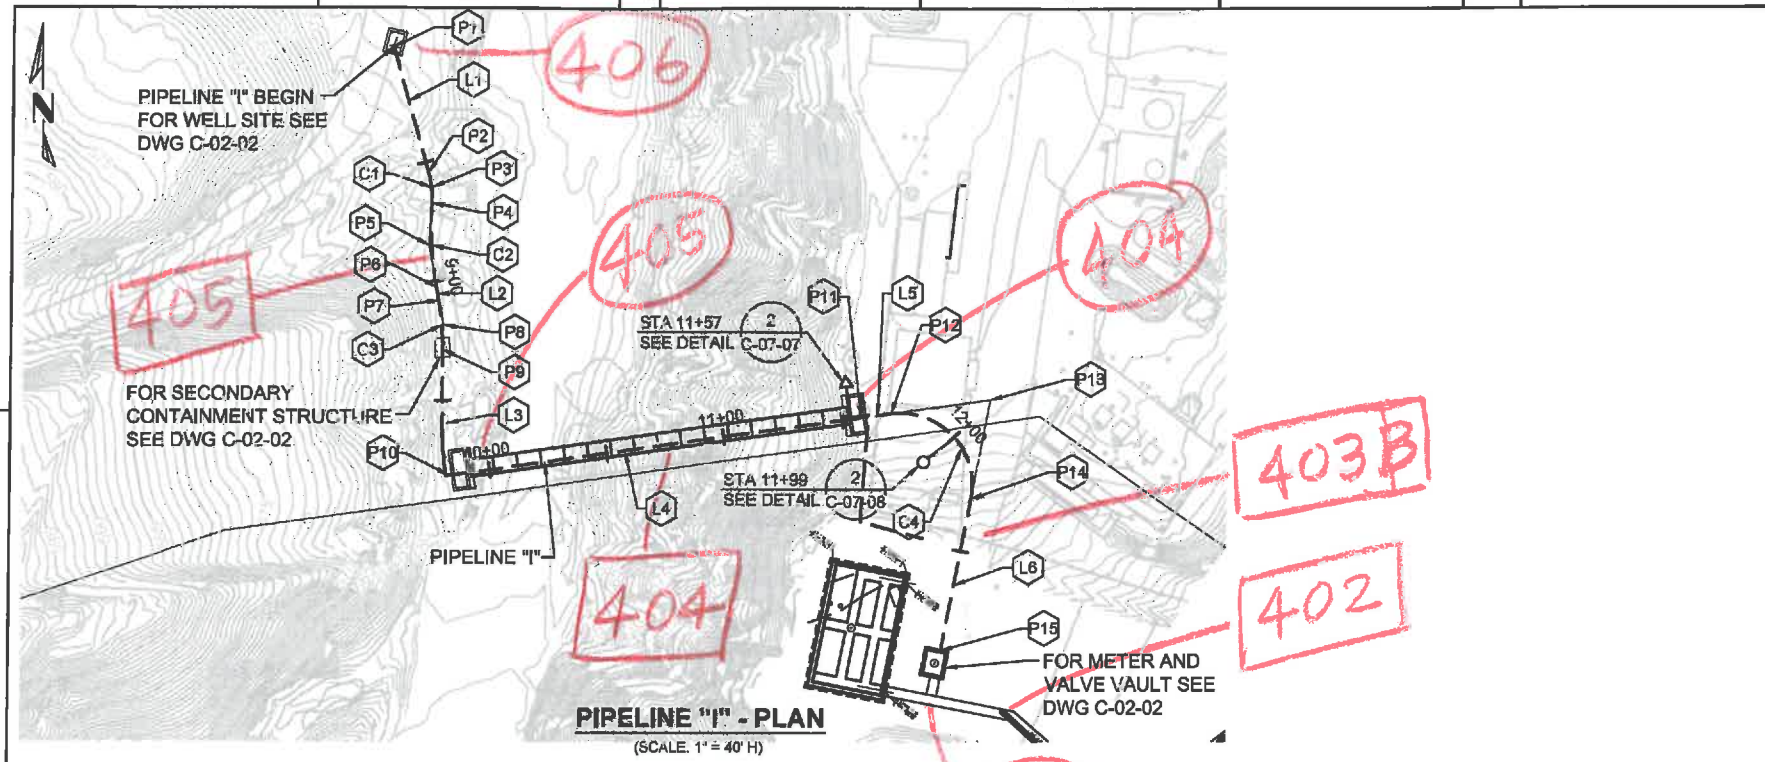 P1
406
L1
N
PIPELINE "I" BEGIN
FOR WELL SITE SEE
DWG C-02-02
P2
C1
P3
P4
P5
C2
405
404
P6
9+00
L2
405
P7
P11
L5
STA 11+57
SEE DETAIL
2
C-07-07
P12
P8
C3
P9
P13
FOR SECONDARY
CONTAINMENT STRUCTURE
SEE DWG C-02-02
L3
11+00
12+00
403B
P10
10+00
STA 11+99
SEE DETAIL
2
C-07-08
P14
L4
C4
PIPELINE "I"
L6
404
402
P15
FOR METER AND
VALVE VAULT SEE
DWG C-02-02
PIPELINE "I" - PLAN
(SCALE: 1" = 40' H)